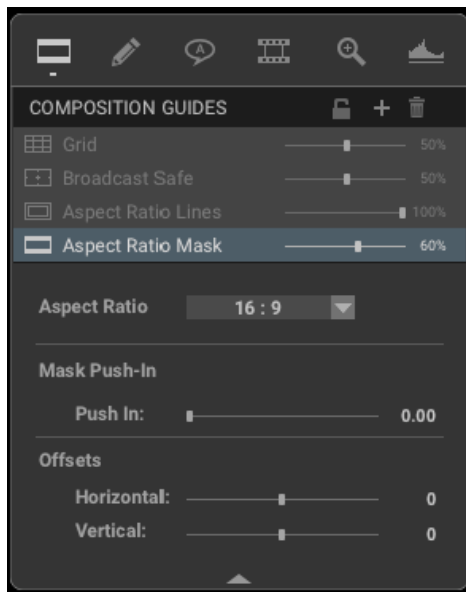 A
COMPOSITION GUIDES
Grid 50%
Broadcast Safe 50%
Aspect Ratio Lines 100%
Aspect Ratio Mask 60%
Aspect Ratio 16 : 9
Mask Push-In
Push In: 0.00
Offsets
Horizontal: 0
Vertical: 0